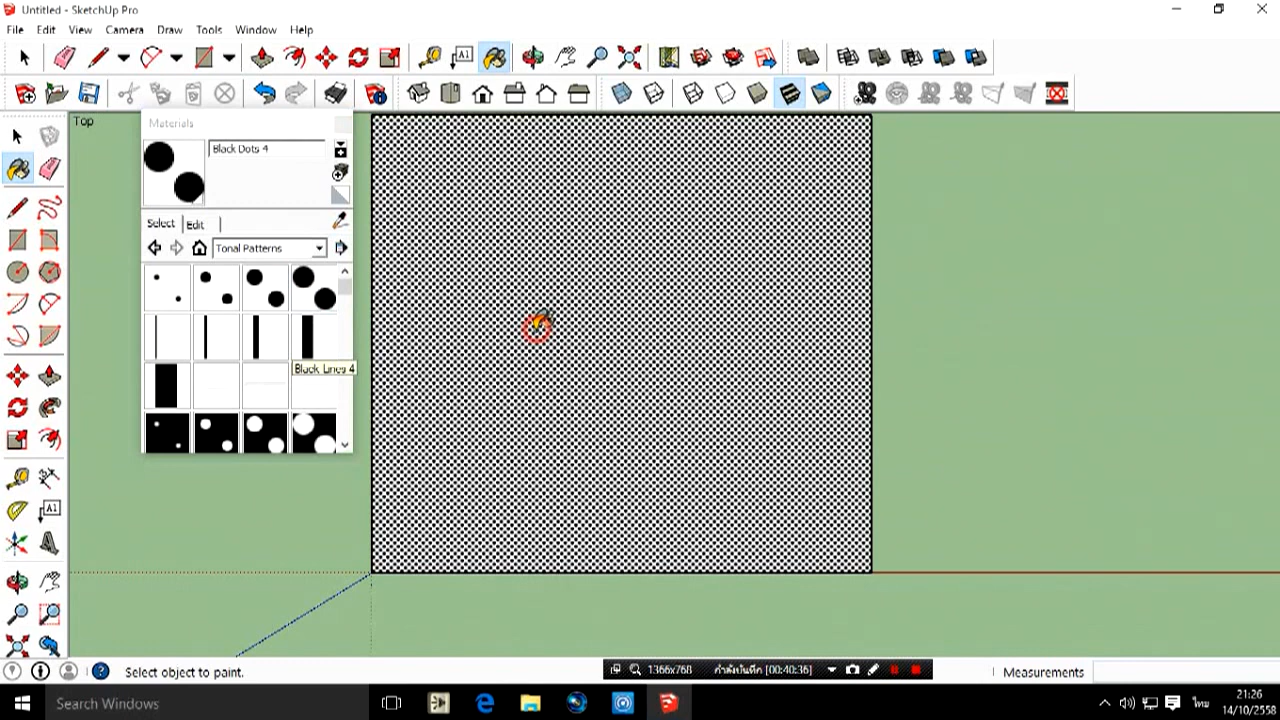 Untitled - SketchUp Pro
File Edit View Camera Draw Tools Window Help
A1
Top
Materials
Black Dots 4
Select Edit
Tonal Patterns
Black Lines 4
A1
Select object to paint.
1366x768 กำลังบันทึก [00:40:36]
Measurements
Search Windows
ไทย
21:26
14/10/2558